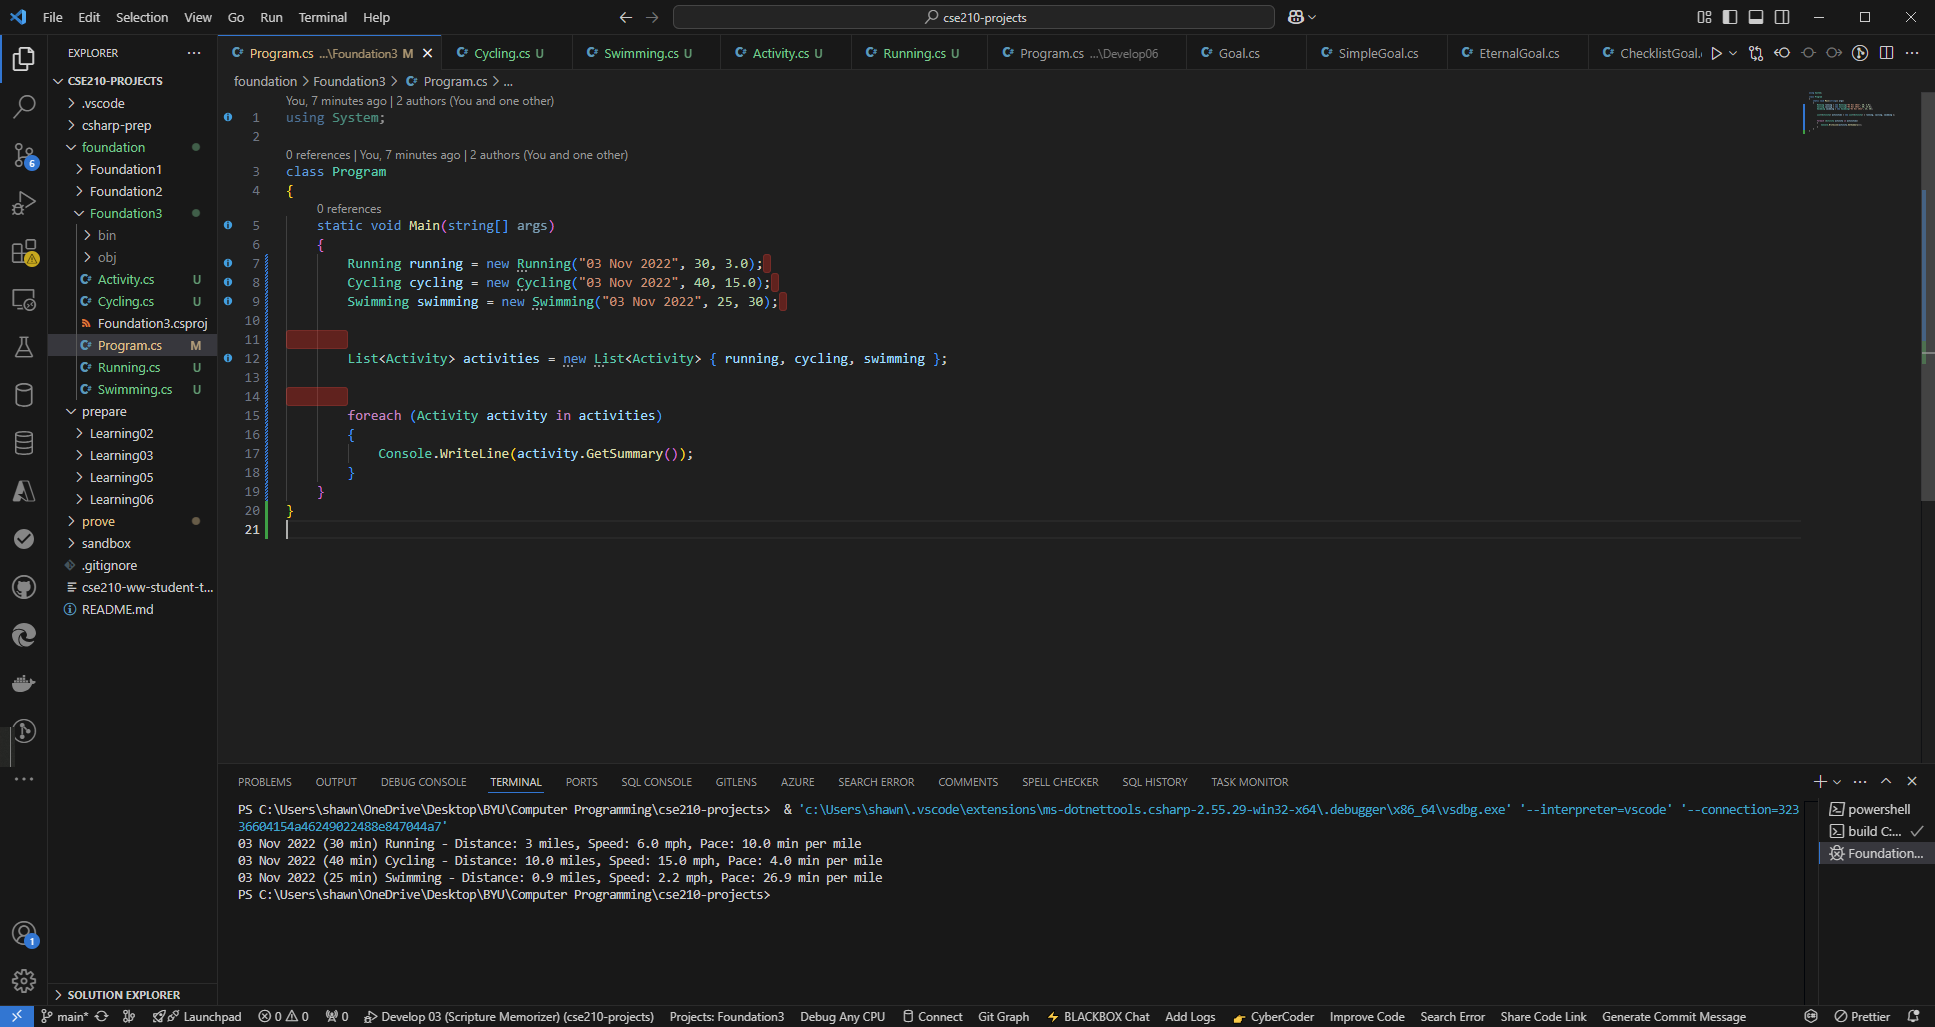 File Edit Selection View Go Run Terminal Help
cse210-projects
EXPLORER
Program.cs ...\Foundation3 M
Cycling.cs U
Swimming.cs U
Activity.cs U
Running.cs U
Program.cs ...\Develop06
Goal.cs
SimpleGoal.cs
EternalGoal.cs
ChecklistGoal.
CSE210-PROJECTS
.vscode
csharp-prep
foundation
Foundation1
Foundation2
Foundation3
bin
obj
Activity.cs U
Cycling.cs U
Foundation3.csproj
Program.cs M
Running.cs U
Swimming.cs U
prepare
Learning02
Learning03
Learning05
Learning06
prove
sandbox
.gitignore
cse210-ww-student-t...
README.md
SOLUTION EXPLORER
6
1
foundation > Foundation3 > Program.cs > ...
You, 7 minutes ago | 2 authors (You and one other)
1 using System;
2
0 references | You, 7 minutes ago | 2 authors (You and one other)
3 class Program
4 {
0 references
5 static void Main(string[] args)
6 {
7 Running running = new Running("03 Nov 2022", 30, 3.0);
8 Cycling cycling = new Cycling("03 Nov 2022", 40, 15.0);
9 Swimming swimming = new Swimming("03 Nov 2022", 25, 30);
10
11
12 List<Activity> activities = new List<Activity> { running, cycling, swimming };
13
14
15 foreach (Activity activity in activities)
16 {
17 Console.WriteLine(activity.GetSummary());
18 }
19 }
20 }
21
PROBLEMS OUTPUT DEBUG CONSOLE TERMINAL PORTS SQL CONSOLE GITLENS AZURE SEARCH ERROR COMMENTS SPELL CHECKER SQL HISTORY TASK MONITOR
PS C:\Users\shawn\OneDrive\Desktop\BYU\Computer Programming\cse210-projects> & 'c:\Users\shawn\.vscode\extensions\ms-dotnettools.csharp-2.55.29-win32-x64\.debugger\x86_64\vsdbg.exe' '--interpreter=vscode' '--connection=323
36604154a46249022488e847044a7'
03 Nov 2022 (30 min) Running - Distance: 3 miles, Speed: 6.0 mph, Pace: 10.0 min per mile
03 Nov 2022 (40 min) Cycling - Distance: 10.0 miles, Speed: 15.0 mph, Pace: 4.0 min per mile
03 Nov 2022 (25 min) Swimming - Distance: 0.9 miles, Speed: 2.2 mph, Pace: 26.9 min per mile
PS C:\Users\shawn\OneDrive\Desktop\BYU\Computer Programming\cse210-projects>
powershell
build C:...
Foundation...
main* Launchpad 0 0 0 Develop 03 (Scripture Memorizer) (cse210-projects) Projects: Foundation3 Debug Any CPU Connect Git Graph BLACKBOX Chat Add Logs CyberCoder Improve Code Search Error Share Code Link Generate Commit Message Prettier